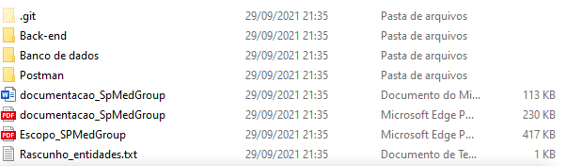 .git 29/09/2021 21:35 Pasta de arquivos
Back-end 29/09/2021 21:35 Pasta de arquivos
Banco de dados 29/09/2021 21:35 Pasta de arquivos
Postman 29/09/2021 21:35 Pasta de arquivos
documentacao_SpMedGroup 29/09/2021 21:35 Documento do Mi... 113 KB
documentacao_SpMedGroup 29/09/2021 21:35 Microsoft Edge P... 230 KB
Escopo_SPMedGroup 29/09/2021 21:35 Microsoft Edge P... 417 KB
Rascunho_entidades.txt 29/09/2021 21:35 Documento de Te... 1 KB